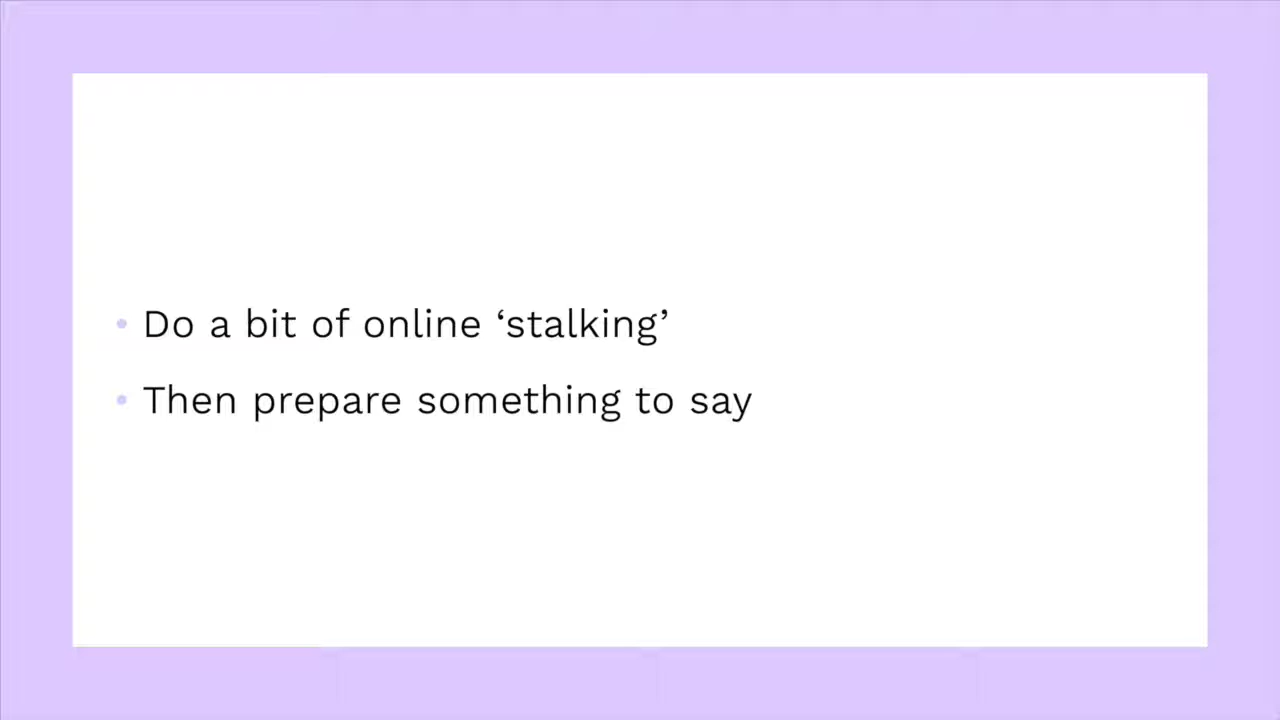 • Do a bit of online ‘stalking’
• Then prepare something to say